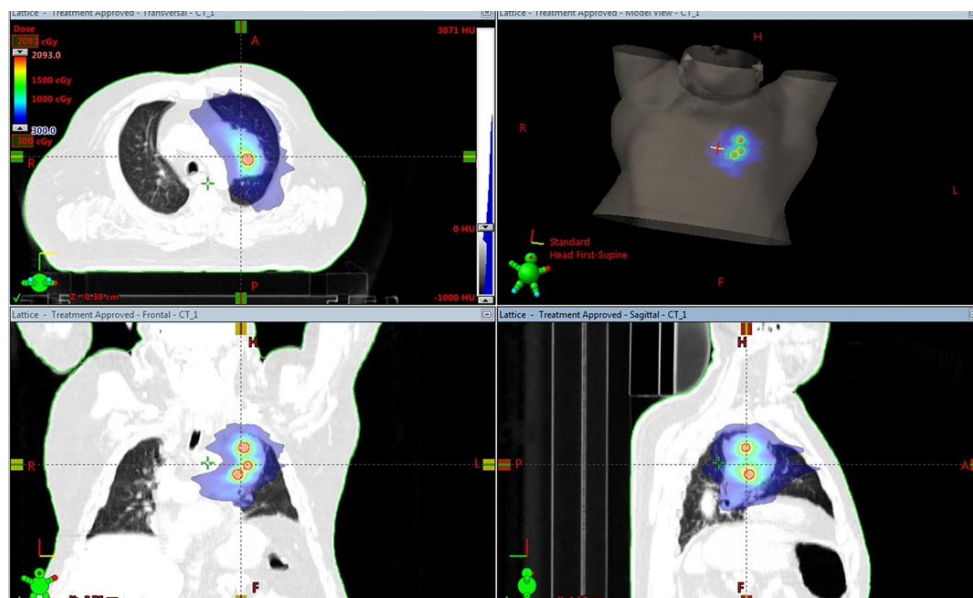 Lattice - Treatment Approved - Transversal - CT_1
Dose
2093 cGy
2093.0
1500 cGy
1000 cGy
300.0
300 cGy
A
3071 HU
R
0 HU
P
-1000 HU
Lattice - Treatment Approved - Model View - CT_1
H
R
L
Standard
Head First-Supine
F
Lattice - Treatment Approved - Frontal - CT_1
H
R
L
F
Lattice - Treatment Approved - Sagittal - CT_1
H
P
A
F